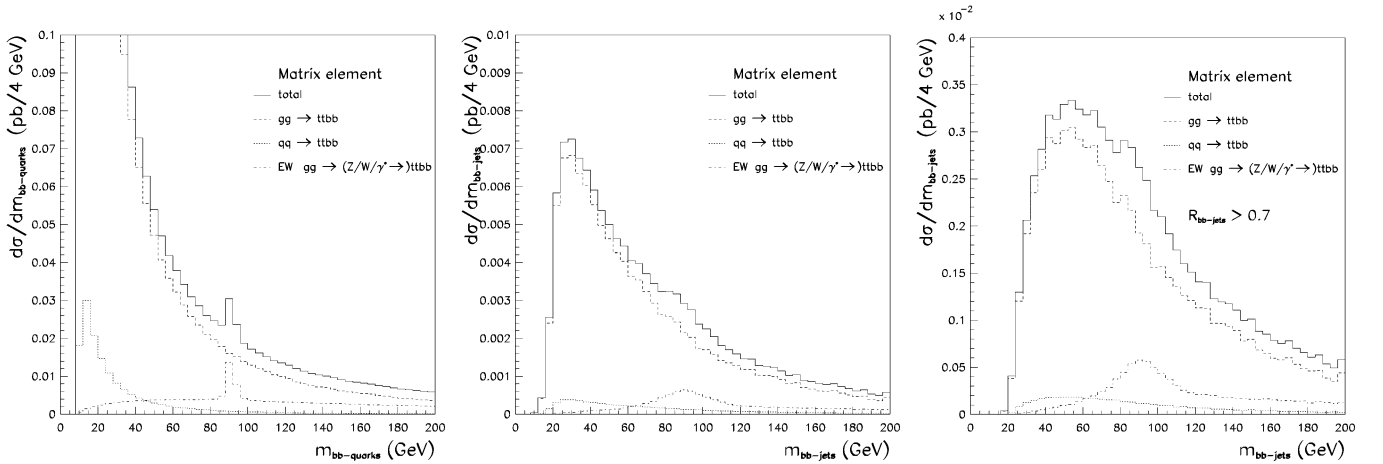 dσ/dm_bb-quarks (pb/4 GeV)
0.1
0.09
0.08
0.07
0.06
0.05
0.04
0.03
0.02
0.01
0
0 20 40 60 80 100 120 140 160 180 200
m_bb-quarks (GeV)
Matrix element
total
gg → ttbb
qq → ttbb
EW gg → (Z/W/γ* →)ttbb
dσ/dm_bb-jets (pb/4 GeV)
0.01
0.009
0.008
0.007
0.006
0.005
0.004
0.003
0.002
0.001
0
0 20 40 60 80 100 120 140 160 180 200
m_bb-jets (GeV)
Matrix element
total
gg → ttbb
qq → ttbb
EW gg → (Z/W/γ* →)ttbb
x 10⁻²
dσ/dm_bb-jets (pb/4 GeV)
0.4
0.35
0.3
0.25
0.2
0.15
0.1
0.05
0
0 20 40 60 80 100 120 140 160 180 200
m_bb-jets (GeV)
Matrix element
total
gg → ttbb
qq → ttbb
EW gg → (Z/W/γ* →)ttbb
R_bb-jets > 0.7